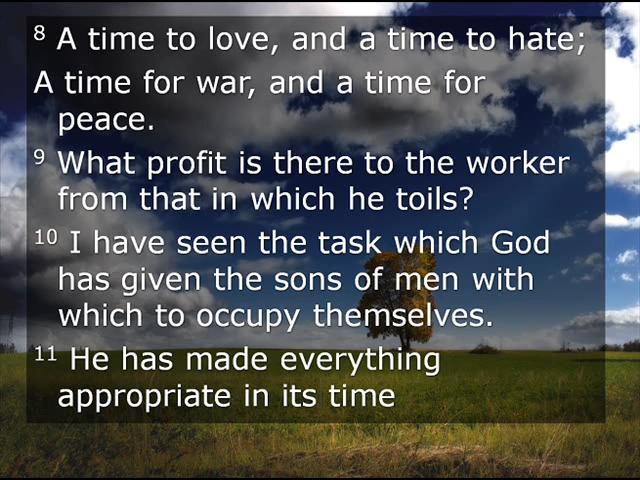 8 A time to love, and a time to hate;
A time for war, and a time for
peace.
9 What profit is there to the worker
from that in which he toils?
10 I have seen the task which God
has given the sons of men with
which to occupy themselves.
11 He has made everything
appropriate in its time